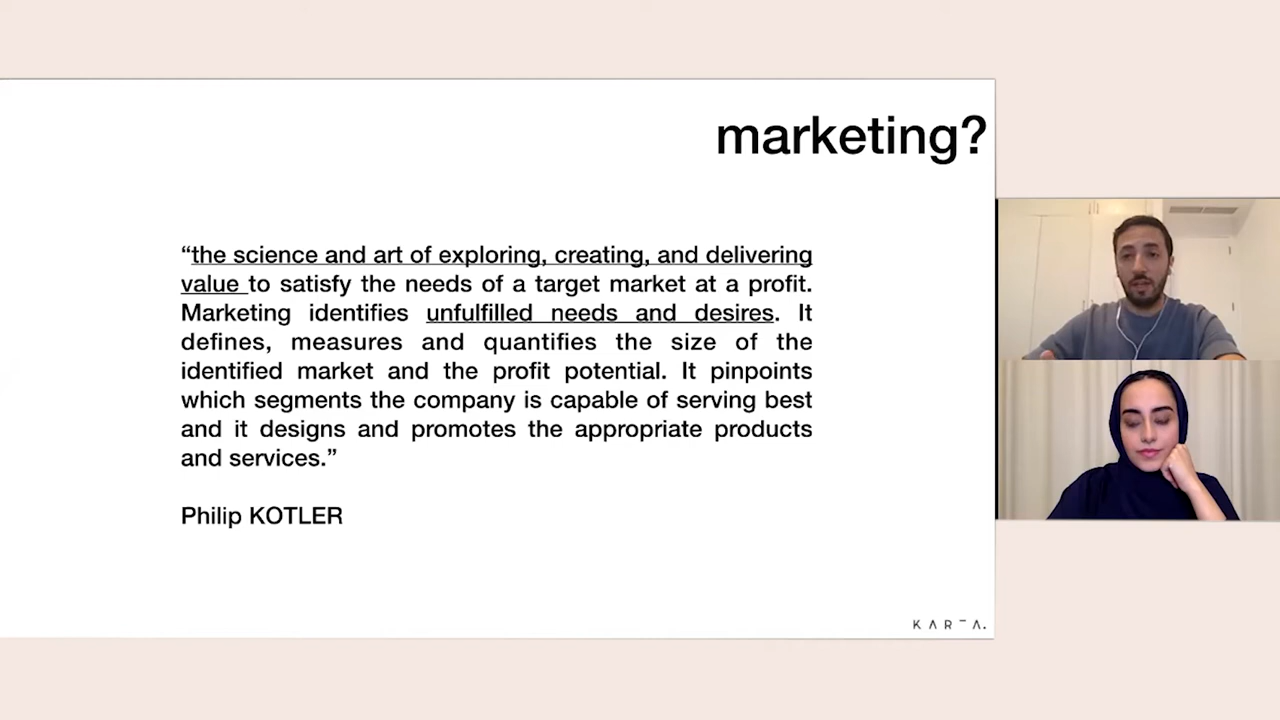 marketing?
“the science and art of exploring, creating, and delivering
value to satisfy the needs of a target market at a profit.
Marketing identifies unfulfilled needs and desires. It
defines, measures and quantifies the size of the
identified market and the profit potential. It pinpoints
which segments the company is capable of serving best
and it designs and promotes the appropriate products
and services.”
Philip KOTLER
KARTA.